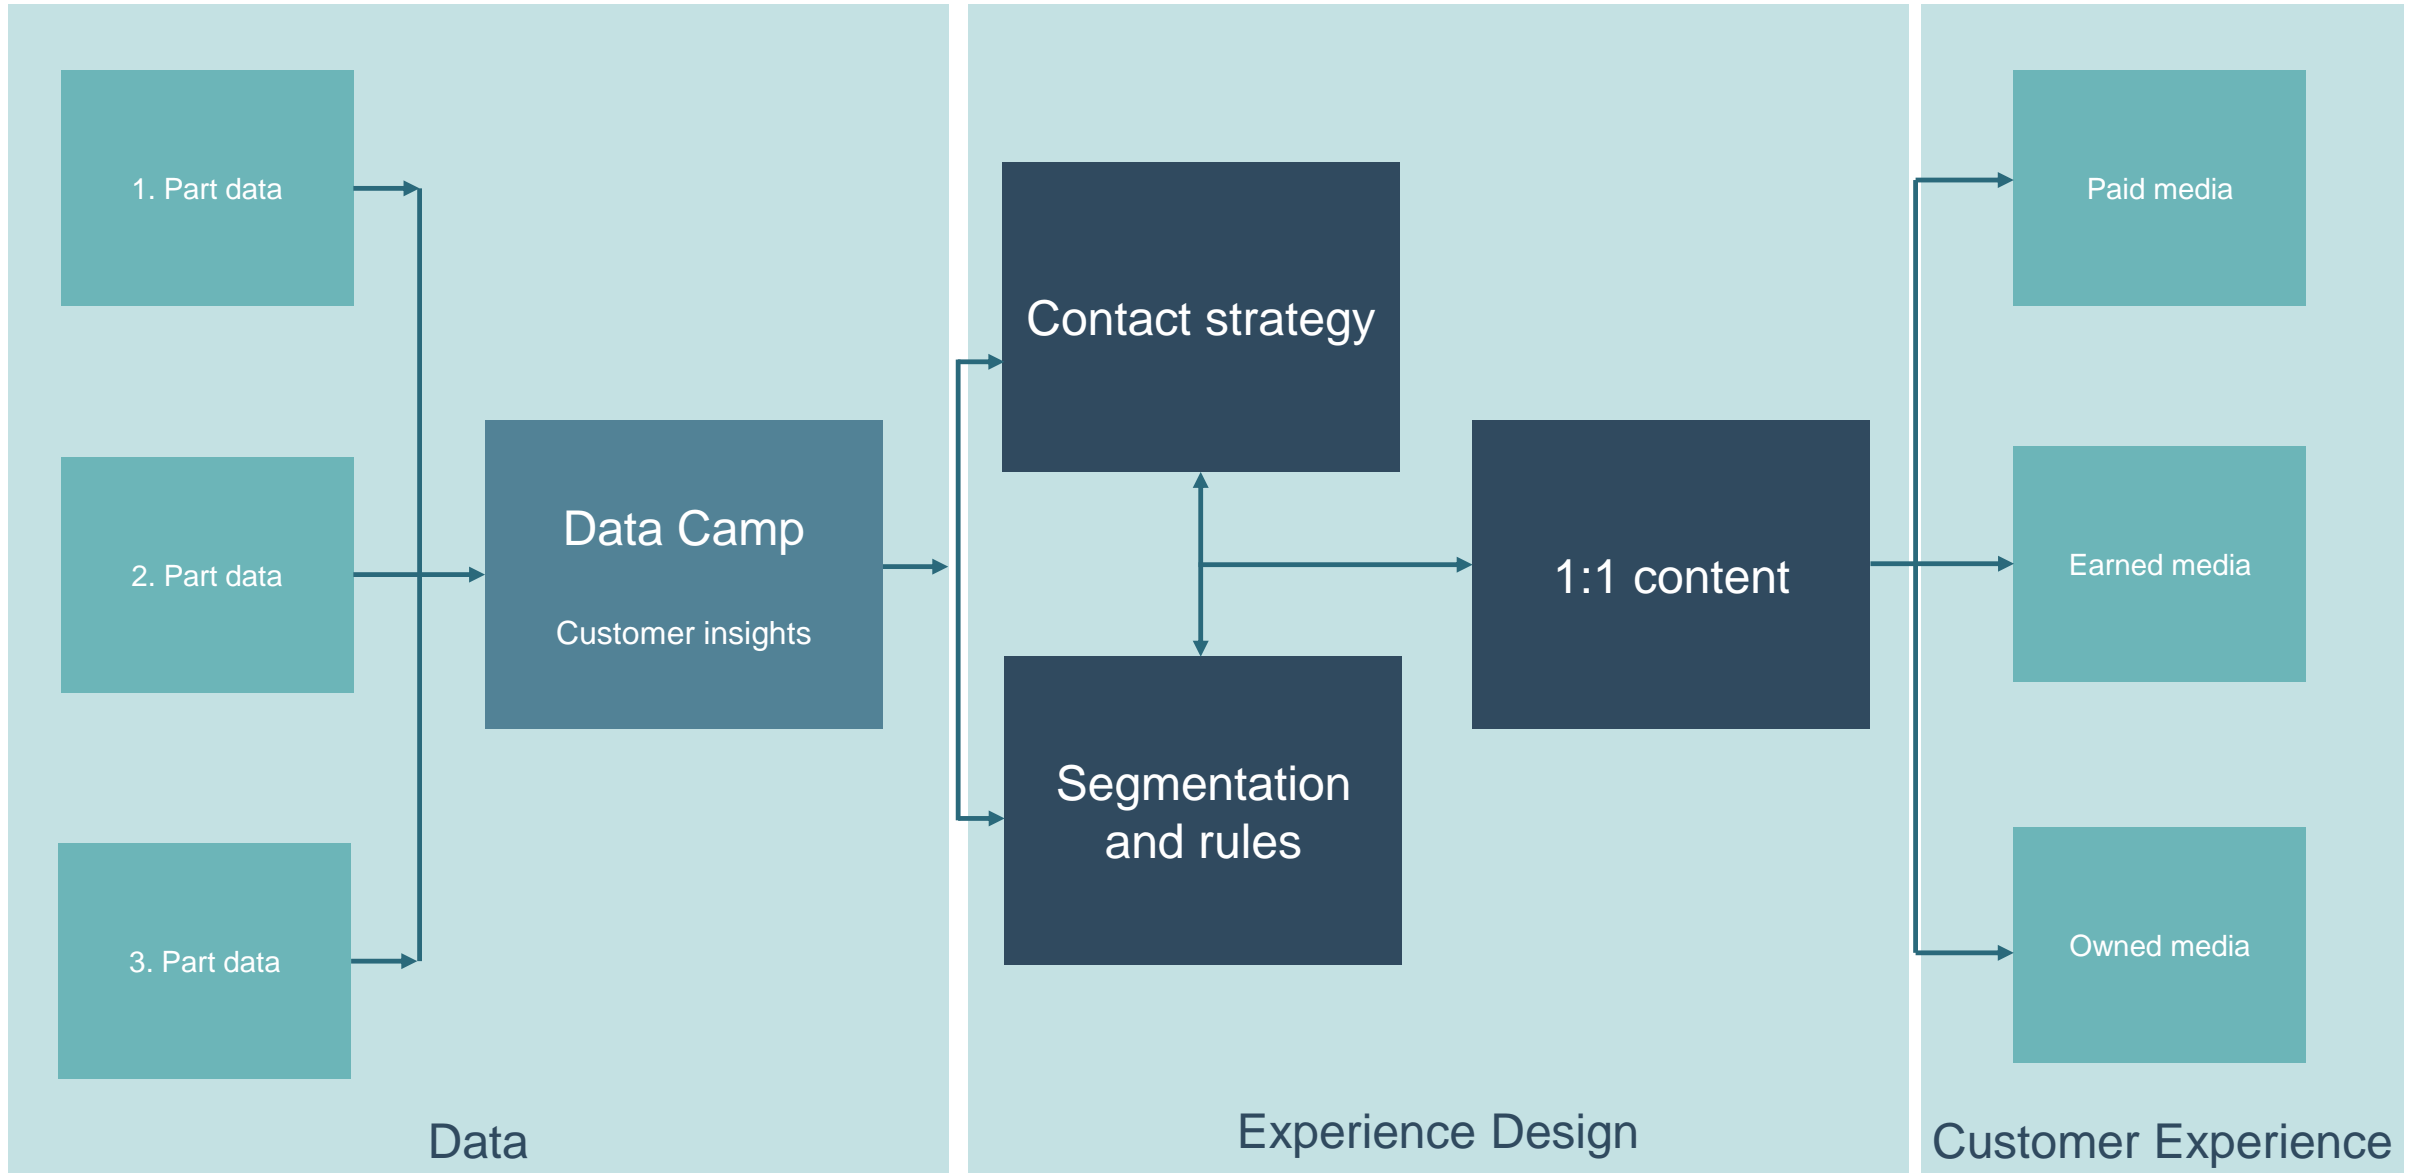 1. Part data
2. Part data
3. Part data
Data Camp
Customer insights
Data
Contact strategy
Segmentation
and rules
1:1 content
Experience Design
Paid media
Earned media
Owned media
Customer Experience